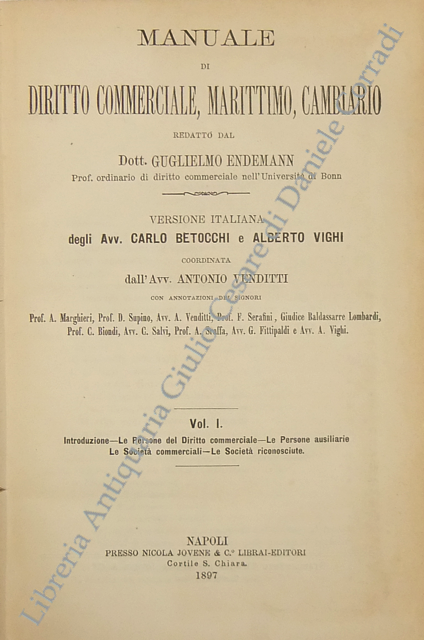 MANUALE
DI
DIRITTO COMMERCIALE, MARITTIMO, CAMBIARIO
REDATTO DAL
Dott. GUGLIELMO ENDEMANN
Prof. ordinario di diritto commerciale nell'Università di Bonn
VERSIONE ITALIANA
degli Avv. CARLO BETOCCHI e ALBERTO VIGHI
COORDINATA
dall'Avv. ANTONIO VENDITTI
CON ANNOTAZIONI DEI SIGNORI
Prof. A. Marghieri, Prof. D. Supino, Avv. A. Venditti, Prof. F. Serafini, Giudice Baldassarre Lombardi,
Prof. C. Biondi, Avv. C. Salvi, Prof. A. Sraffa, Avv. G. Fittipaldi e Avv. A. Vighi.
Vol. I.
Introduzione—Le Persone del Diritto commerciale—Le Persone ausiliarie
Le Società commerciali—Le Società riconosciute.
NAPOLI
PRESSO NICOLA JOVENE & C.º LIBRAI-EDITORI
Cortile S. Chiara.
1897
Libreria Antiquaria Giulio Cesare di Daniele Corradi